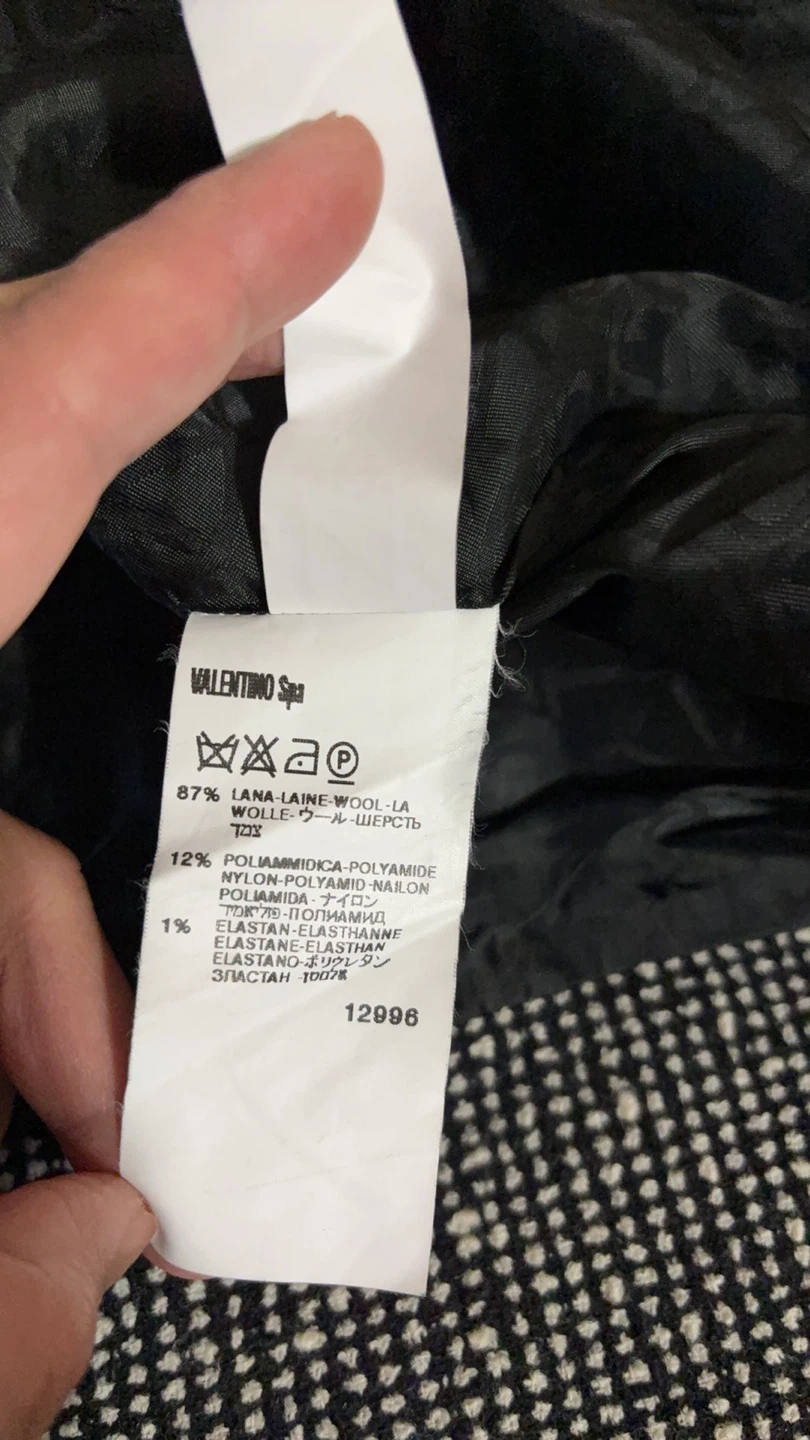 VALENTINO Spa
P
87% LANA-LAINE-WOOL-LA
WOLLE-ウール-ШЕРСТЬ
צמר
12% POLIAMMIDICA-POLYAMIDE
NYLON-POLYAMID-NAILON
POLIAMIDA-ナイロン
פוליאמיד-ПОЛИАМИД
1% ELASTAN-ELASTHANNE
ELASTANE-ELASTHAN
ELASTANO-ポリウレタン
ЭЛАСТАН
12996